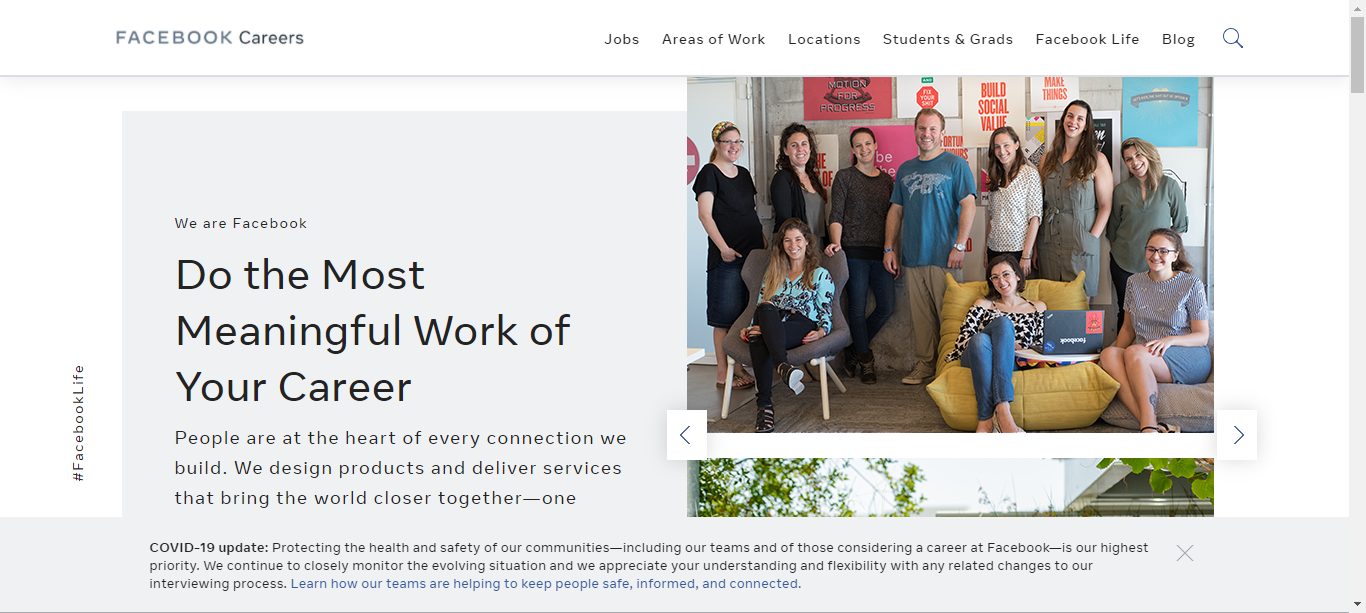 FACEBOOK Careers
Jobs
Areas of Work
Locations
Students & Grads
Facebook Life
Blog
MOTION
FOR
PROGRESS
AND
FIX
YOUR
SHIT
BUILD
SOCIAL
VALUE
MAKE
THINGS
be
the
THE
OF
facebook
We are Facebook
Do the Most
Meaningful Work of
Your Career
People are at the heart of every connection we
build. We design products and deliver services
that bring the world closer together—one
#FacebookLife
COVID-19 update: Protecting the health and safety of our communities—including our teams and of those considering a career at Facebook—is our highest
priority. We continue to closely monitor the evolving situation and we appreciate your understanding and flexibility with any related changes to our
interviewing process. Learn how our teams are helping to keep people safe, informed, and connected.